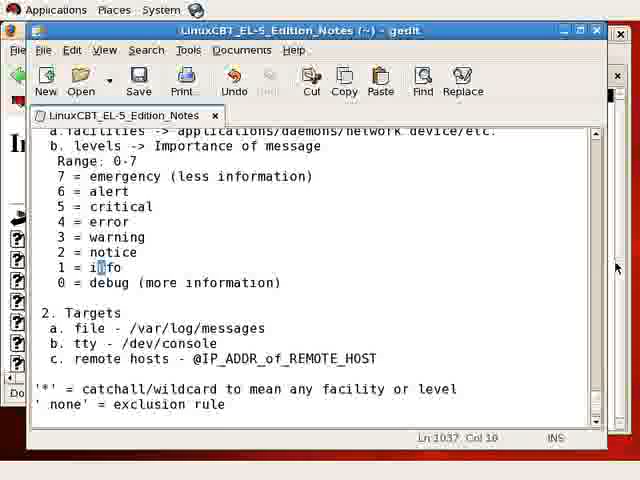 Applications Places System
LinuxCBT_EL-5_Edition_Notes (~) - gedit
File Edit View Search Tools Documents Help
New Open Save Print... Undo Cut Copy Paste Find Replace
LinuxCBT_EL-5_Edition_Notes
a.facilities -> applications/daemons/network device/etc.
b. levels -> Importance of message
Range: 0-7
7 = emergency (less information)
6 = alert
5 = critical
4 = error
3 = warning
2 = notice
1 = info
0 = debug (more information)
2. Targets
a. file - /var/log/messages
b. tty - /dev/console
c. remote hosts - @IP_ADDR_of_REMOTE_HOST
'*' = catchall/wildcard to mean any facility or level
' none' = exclusion rule
Ln 1037, Col 10 INS